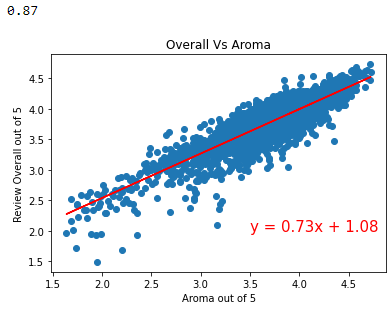 0.87
Overall Vs Aroma
Review Overall out of 5
4.5
4.0
3.5
3.0
2.5
2.0
1.5
y = 0.73x + 1.08
1.5 2.0 2.5 3.0 3.5 4.0 4.5
Aroma out of 5